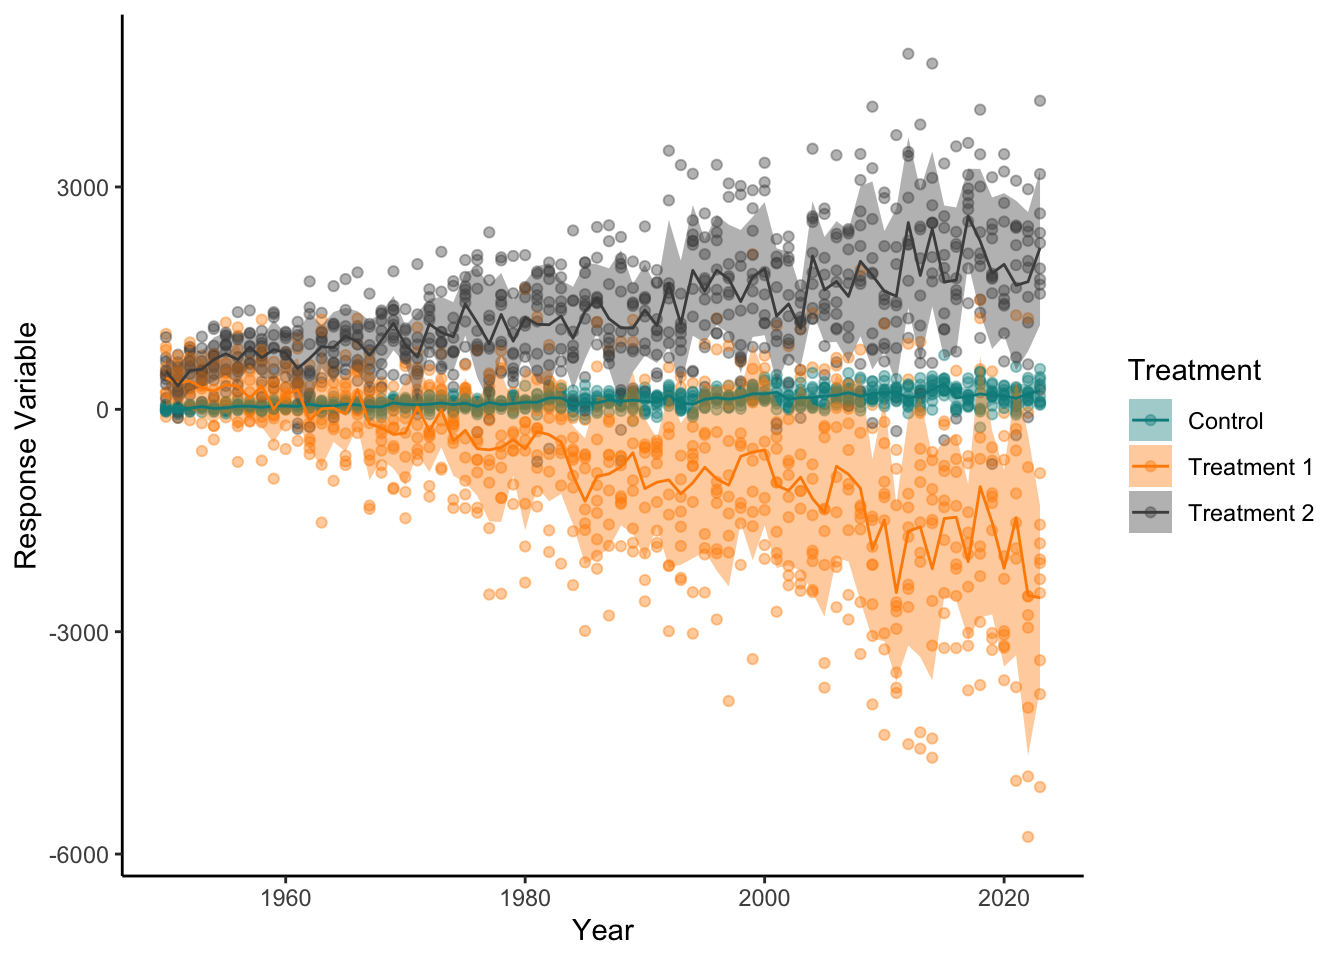 Response Variable
3000
0
-3000
-6000
1960
1980
2000
2020
Year
Treatment
Control
Treatment 1
Treatment 2